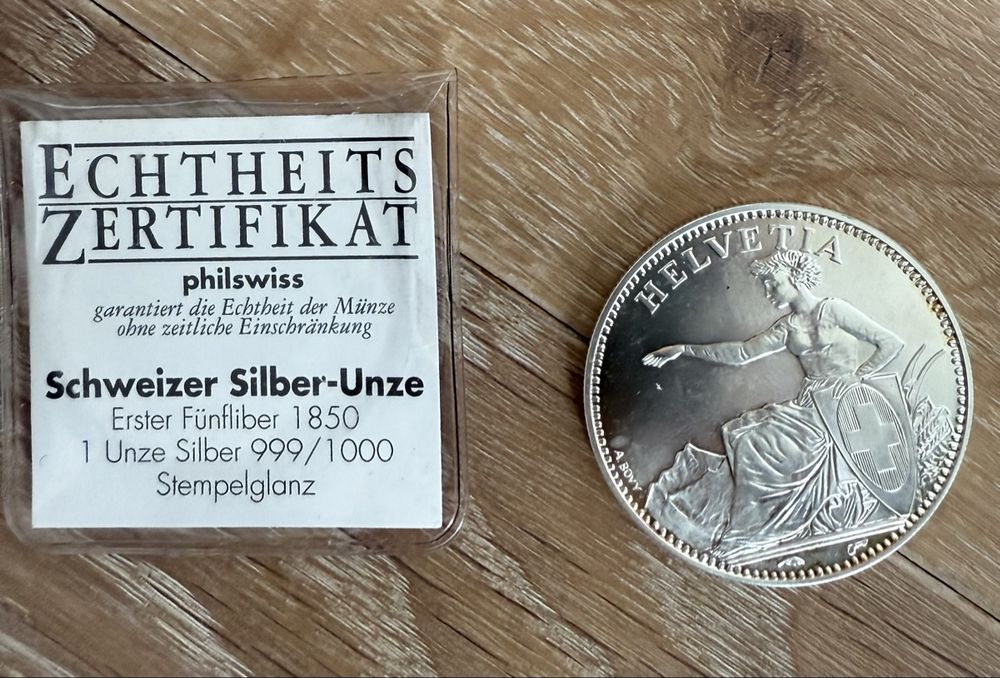 ECHTHEITS
ZERTIFIKAT
philswiss
garantiert die Echtheit der Münze
ohne zeitliche Einschränkung
Schweizer Silber-Unze
Erster Fünfliber 1850
1 Unze Silber 999/1000
Stempelglanz
HELVETIA
A. BOVY